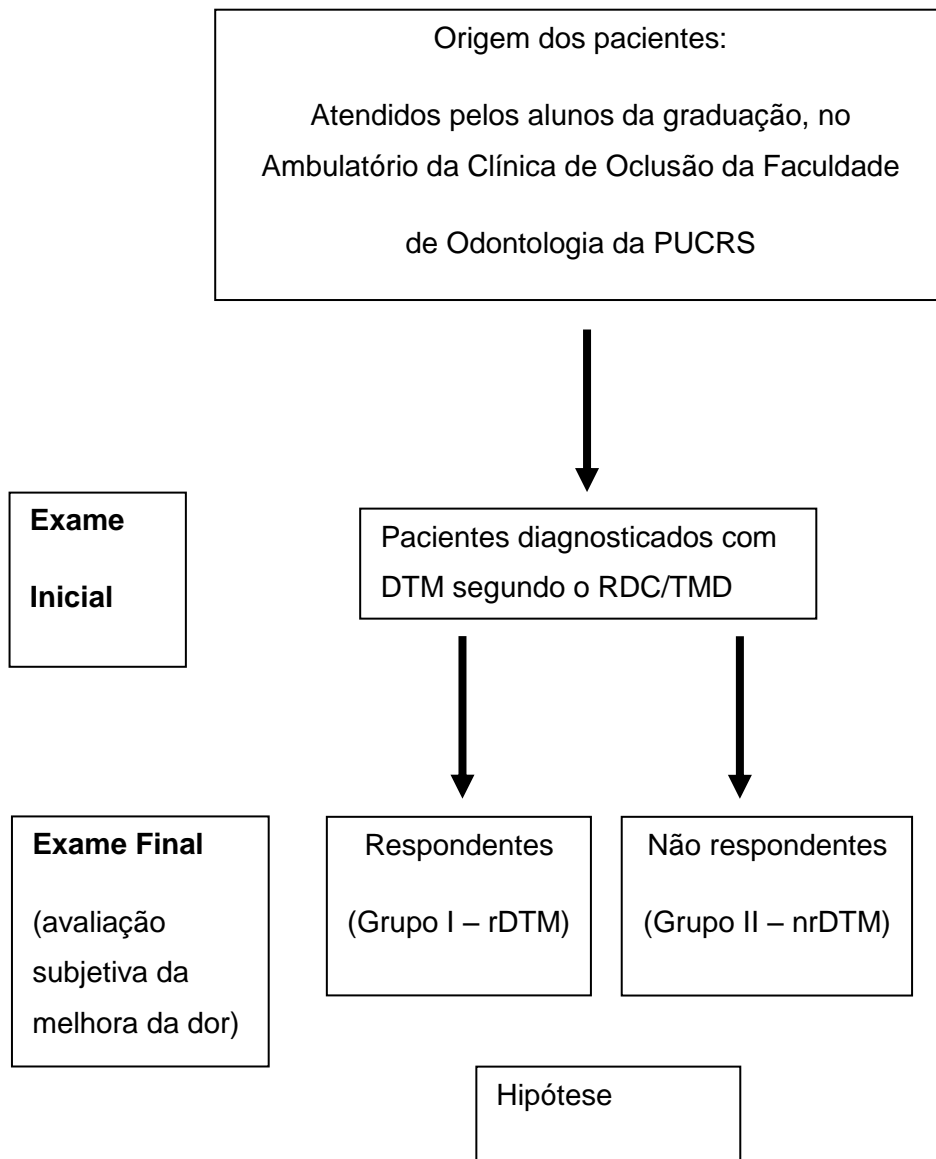 Origem dos pacientes:
Atendidos pelos alunos da graduação, no
Ambulatório da Clínica de Oclusão da Faculdade
de Odontologia da PUCRS
Exame
Inicial
Pacientes diagnosticados com
DTM segundo o RDC/TMD
Exame Final
(avaliação
subjetiva da
melhora da dor)
Respondentes
(Grupo I – rDTM)
Não respondentes
(Grupo II – nrDTM)
Hipótese